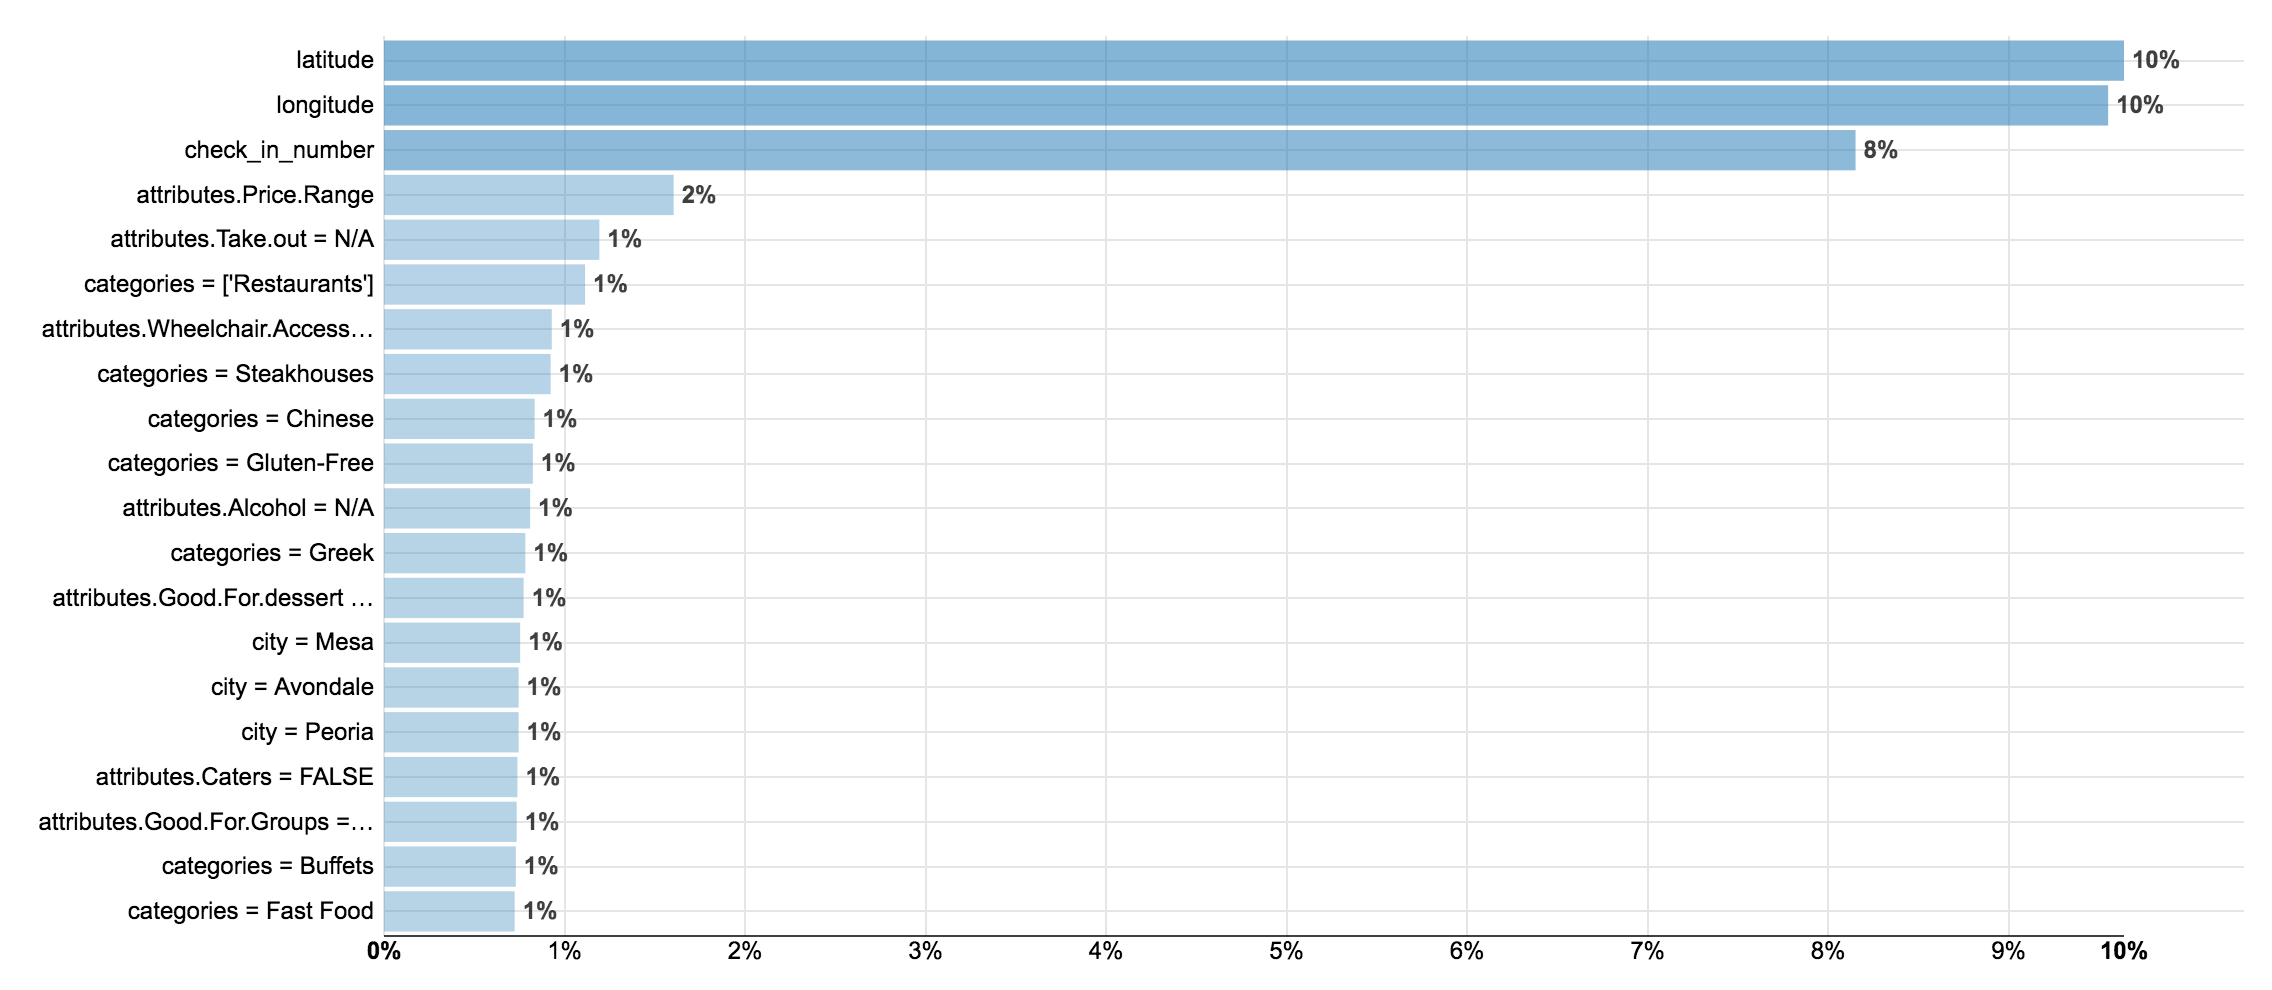 latitude 10%
longitude 10%
check_in_number 8%
attributes.Price.Range 2%
attributes.Take.out = N/A 1%
categories = ['Restaurants'] 1%
attributes.Wheelchair.Access… 1%
categories = Steakhouses 1%
categories = Chinese 1%
categories = Gluten-Free 1%
attributes.Alcohol = N/A 1%
categories = Greek 1%
attributes.Good.For.dessert … 1%
city = Mesa 1%
city = Avondale 1%
city = Peoria 1%
attributes.Caters = FALSE 1%
attributes.Good.For.Groups =… 1%
categories = Buffets 1%
categories = Fast Food 1%
0% 1% 2% 3% 4% 5% 6% 7% 8% 9% 10%